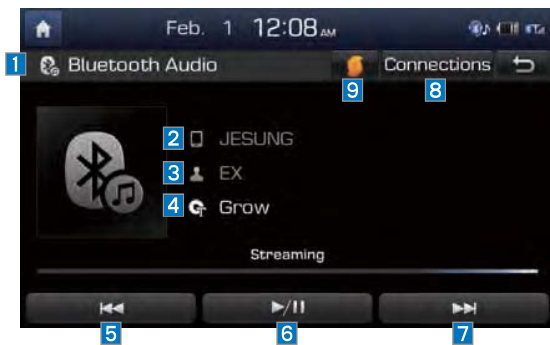 Feb. 1 12:08 AM
1 Bluetooth Audio 9 Connections 8
2 JESUNG
3 EX
4 Grow
Streaming
5 6 7